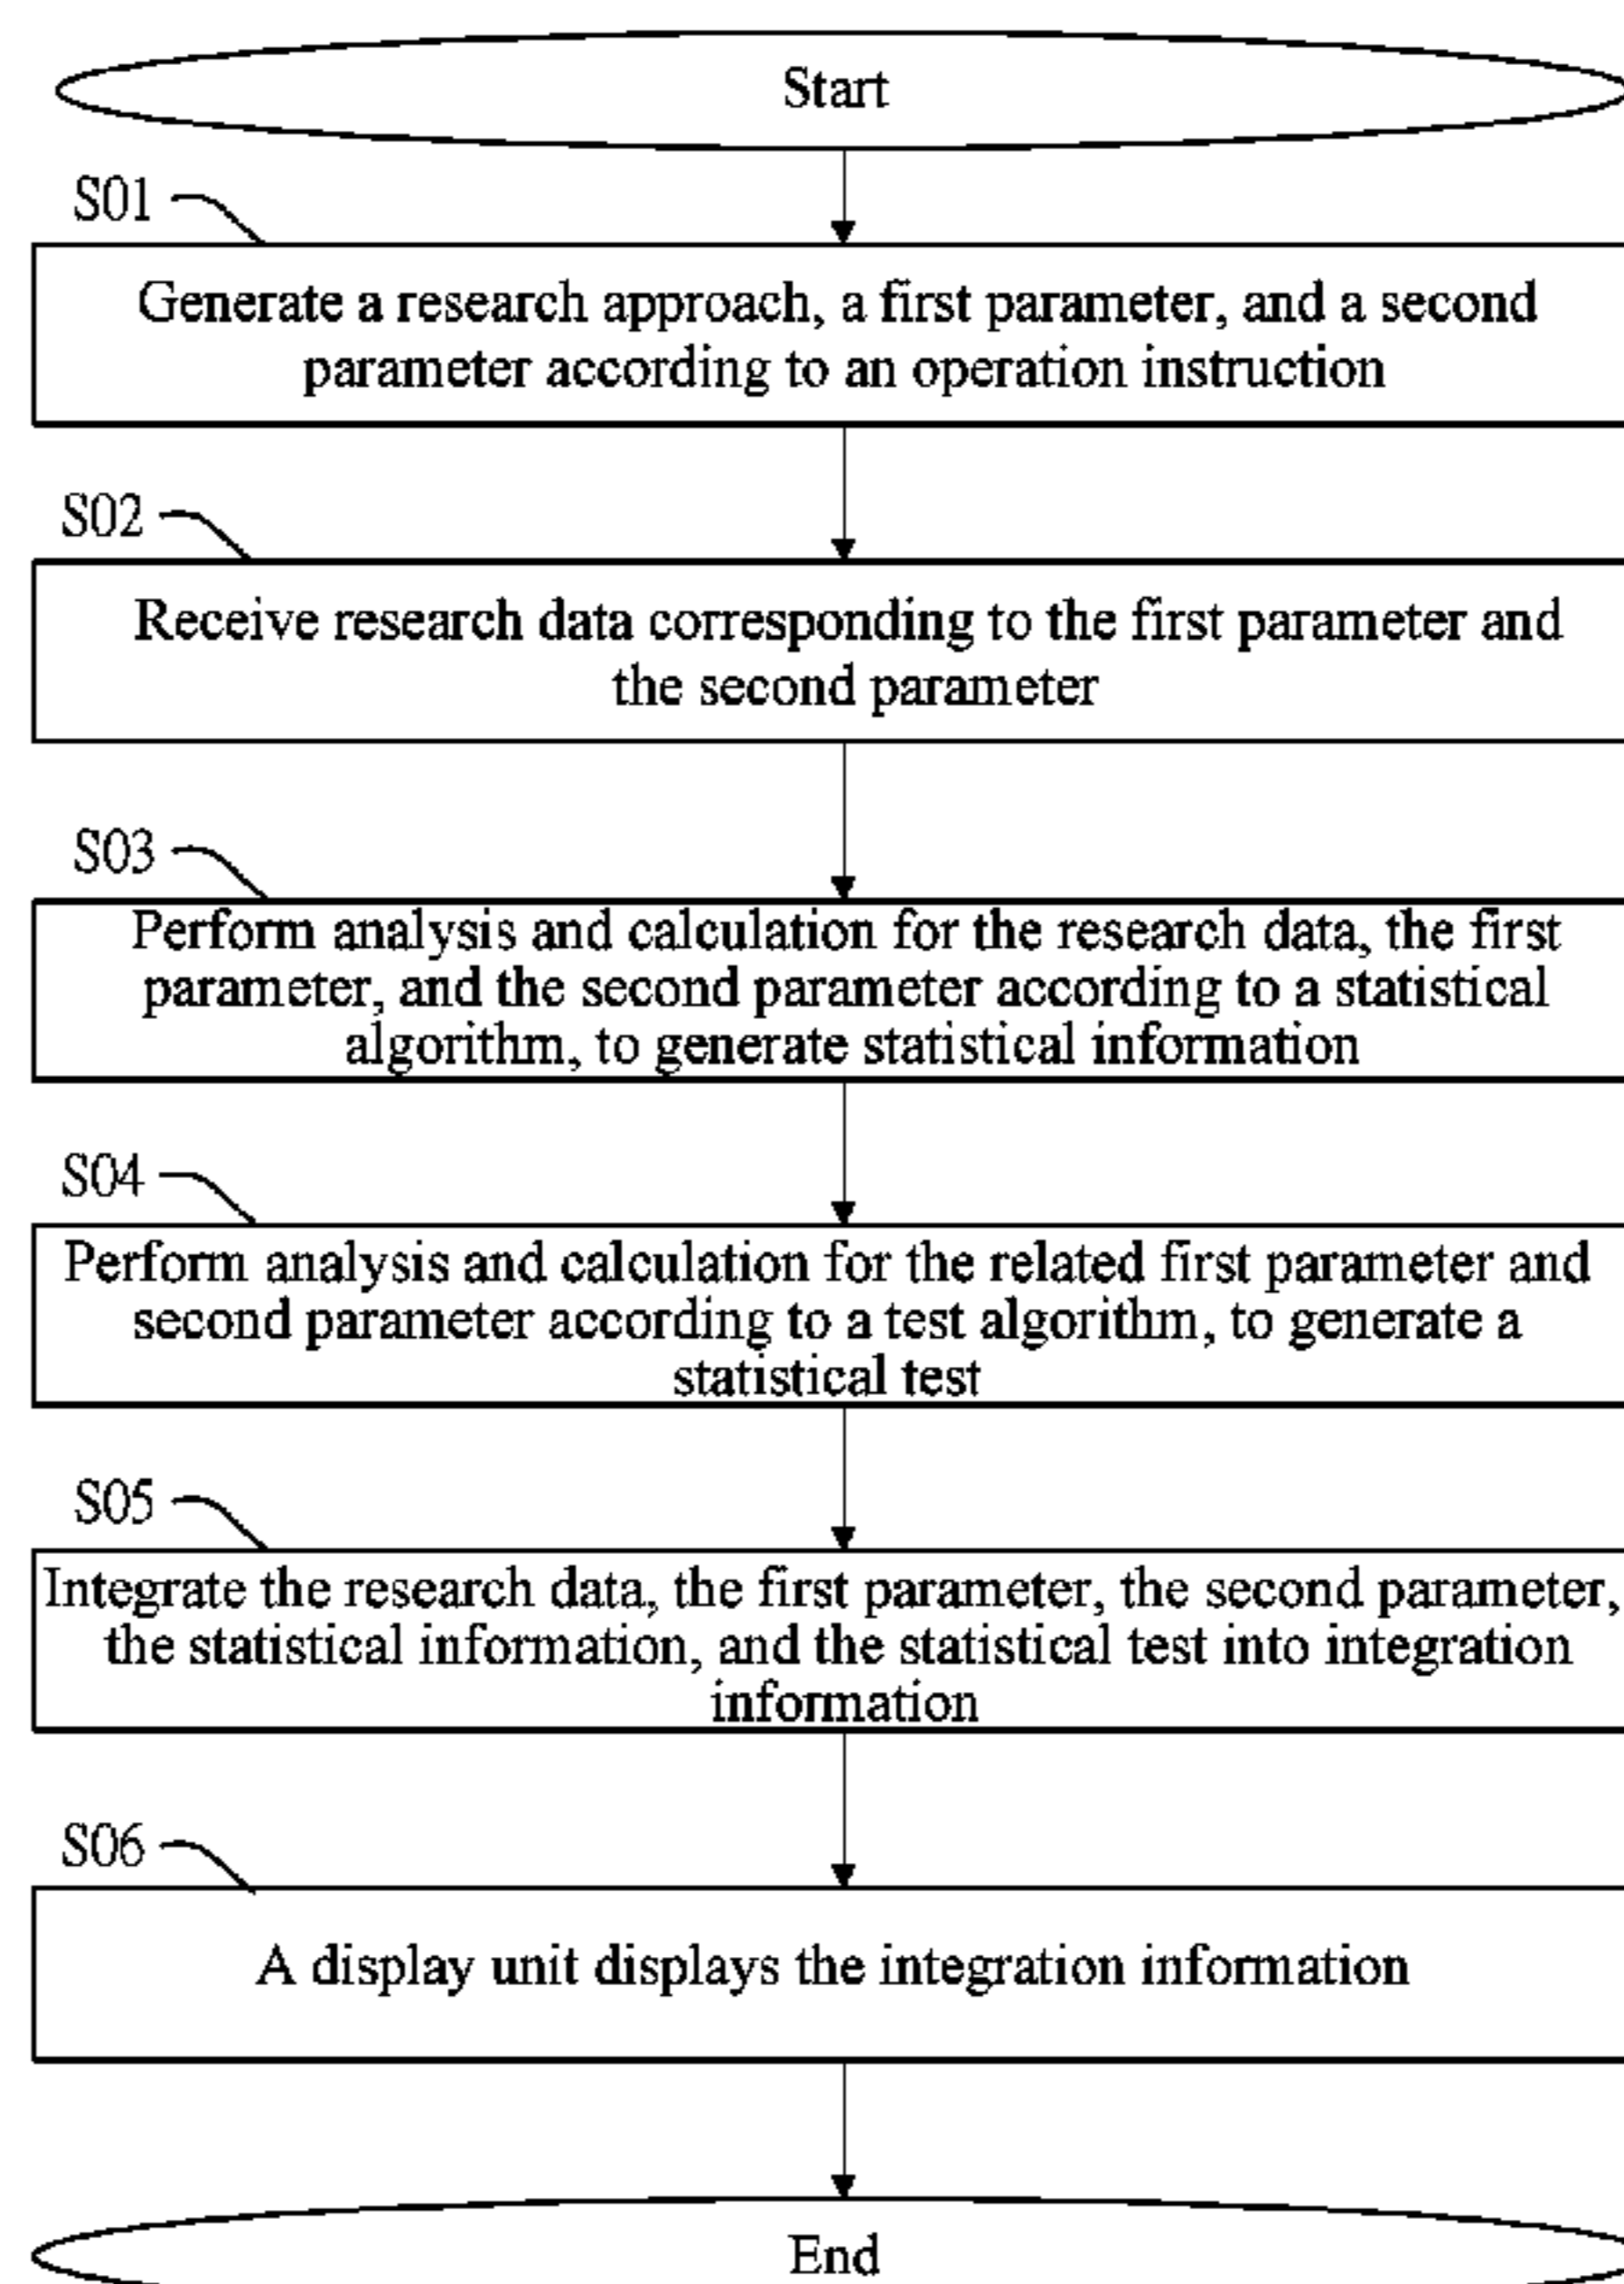 Start
S01
Generate a research approach, a first parameter, and a second
parameter according to an operation instruction
S02
Receive research data corresponding to the first parameter and
the second parameter
S03
Perform analysis and calculation for the research data, the first
parameter, and the second parameter according to a statistical
algorithm, to generate statistical information
S04
Perform analysis and calculation for the related first parameter and
second parameter according to a test algorithm, to generate a
statistical test
S05
Integrate the research data, the first parameter, the second parameter,
the statistical information, and the statistical test into integration
information
S06
A display unit displays the integration information
End